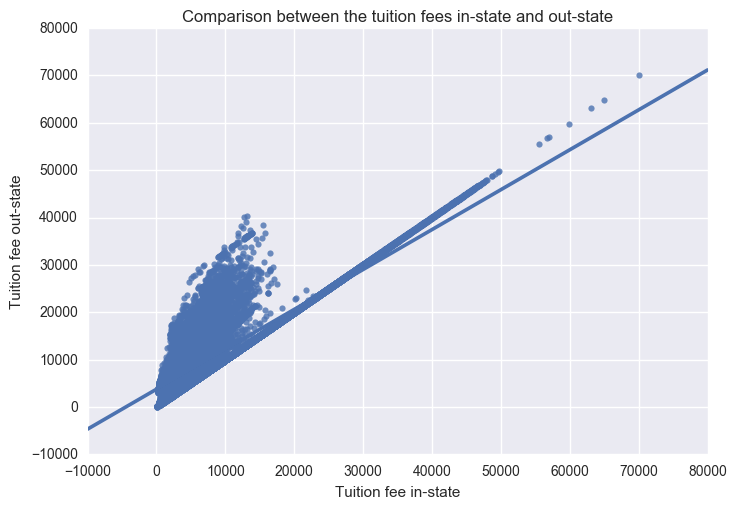 Comparison between the tuition fees in-state and out-state
80000
70000
60000
50000
40000
30000
20000
10000
0
−10000
−10000 0 10000 20000 30000 40000 50000 60000 70000 80000
Tuition fee out-state
Tuition fee in-state